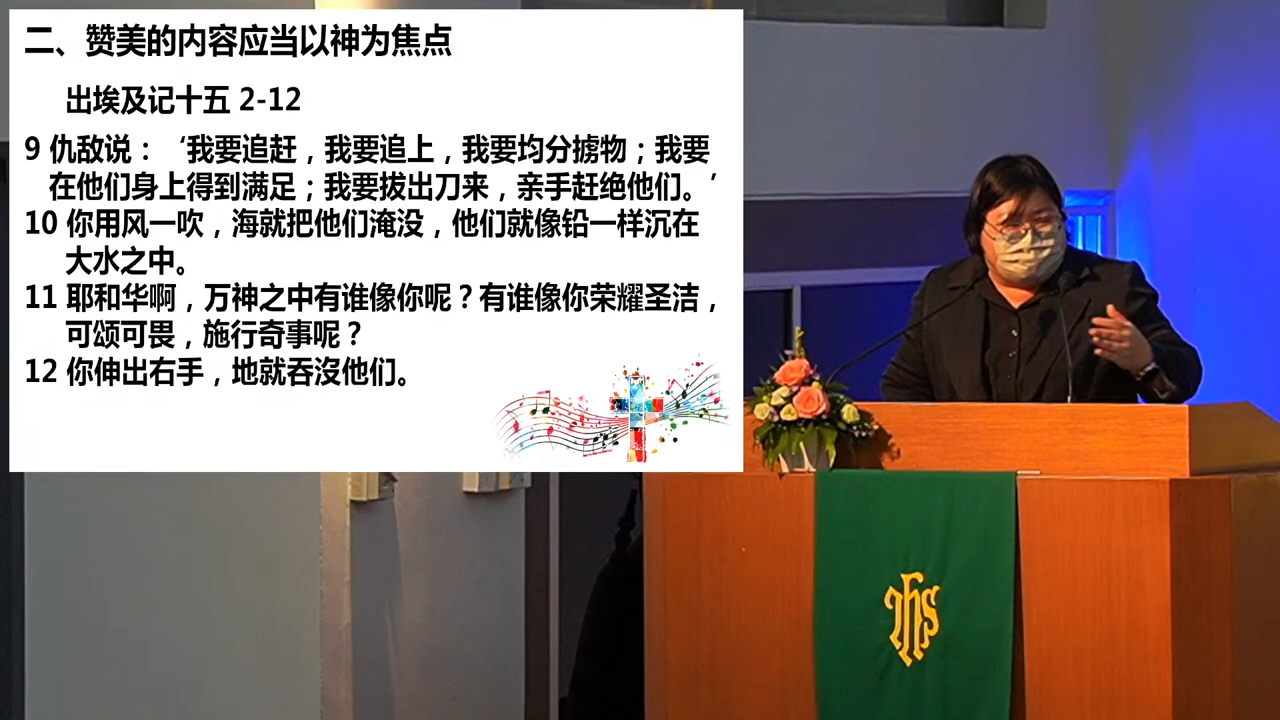 二、赞美的内容应当以神为焦点
出埃及记十五 2-12
9 仇敌说：‘我要追赶，我要追上，我要均分掳物；我要
在他们身上得到满足；我要拔出刀来，亲手赶绝他们。’
10 你用风一吹，海就把他们淹没，他们就像铅一样沉在
大水之中。
11 耶和华啊，万神之中有谁像你呢？有谁像你荣耀圣洁，
可颂可畏，施行奇事呢？
12 你伸出右手，地就吞沒他们。
IHS